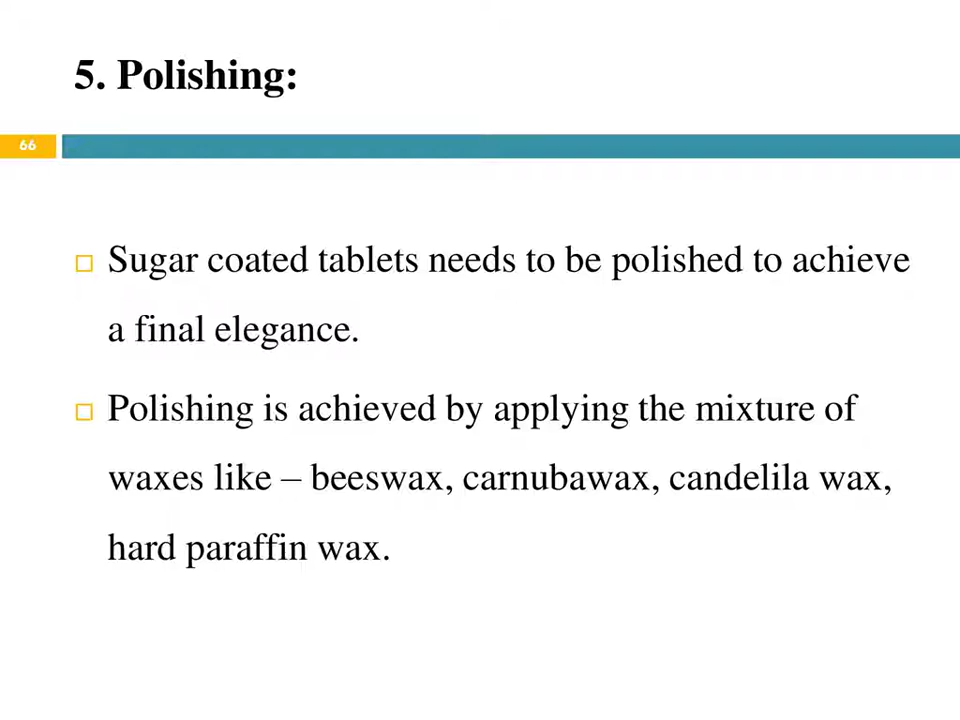 5. Polishing:
66
Sugar coated tablets needs to be polished to achieve
a final elegance.
Polishing is achieved by applying the mixture of
waxes like – beeswax, carnubawax, candelila wax,
hard paraffin wax.